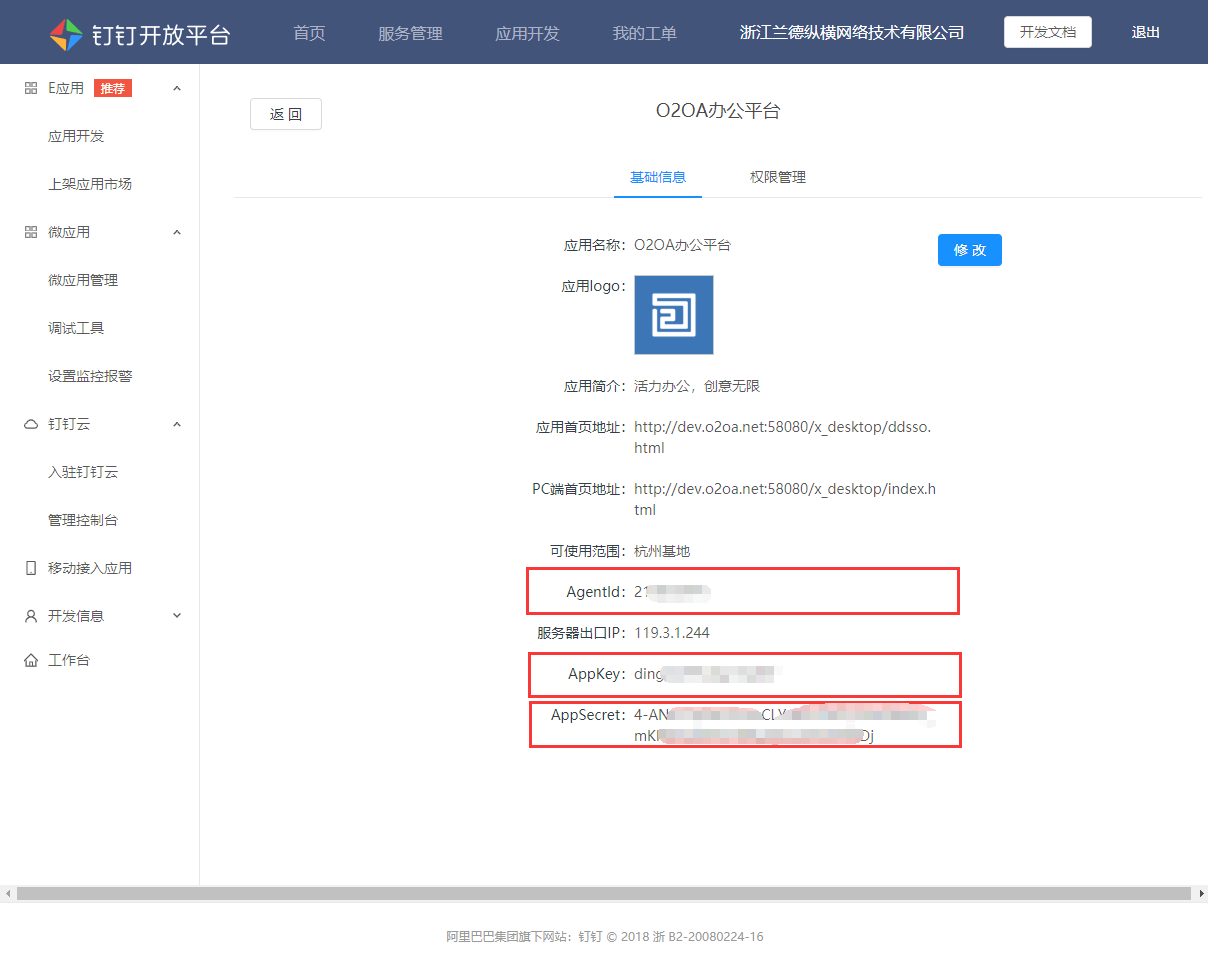 钉钉开放平台 首页 服务管理 应用开发 我的工单 浙江兰德纵横网络技术有限公司 开发文档 退出
E应用 推荐
应用开发
上架应用市场
微应用
微应用管理
调试工具
设置监控报警
钉钉云
入驻钉钉云
管理控制台
移动接入应用
开发信息
工作台
返 回
O2OA办公平台
基础信息 权限管理
应用名称： O2OA办公平台
修 改
应用logo：
应用简介： 活力办公，创意无限
应用首页地址： http://dev.o2oa.net:58080/x_desktop/ddsso.
html
PC端首页地址： http://dev.o2oa.net:58080/x_desktop/index.h
tml
可使用范围： 杭州基地
AgentId： 21
服务器出口IP： 119.3.1.244
AppKey： ding
AppSecret： 4-AN CLY
mK Dj
阿里巴巴集团旗下网站：钉钉 © 2018 浙 B2-20080224-16